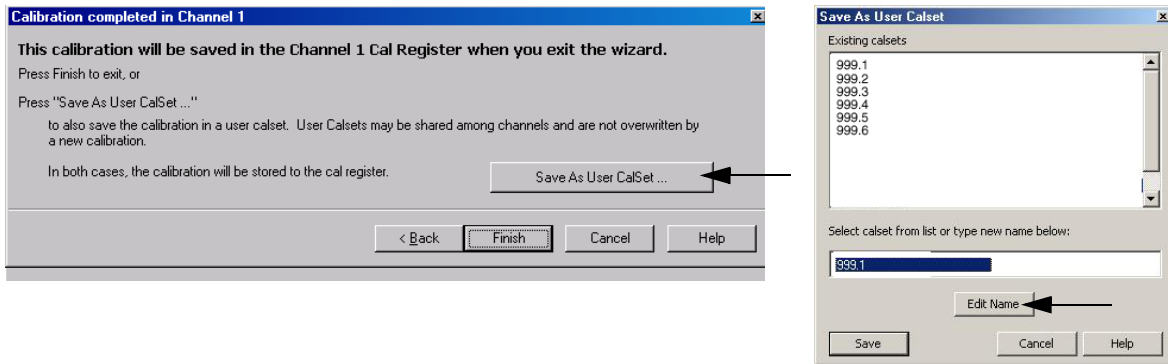 Calibration completed in Channel 1
This calibration will be saved in the Channel 1 Cal Register when you exit the wizard.
Press Finish to exit, or
Press "Save As User CalSet ..."
to also save the calibration in a user calset. User Calsets may be shared among channels and are not overwritten by
a new calibration.
In both cases, the calibration will be stored to the cal register.
Save As User CalSet ...
< Back
Finish
Cancel
Help
Save As User Calset
Existing calsets
999.1
999.2
999.3
999.4
999.5
999.6
Select calset from list or type new name below:
999.1
Edit Name
Save
Cancel
Help